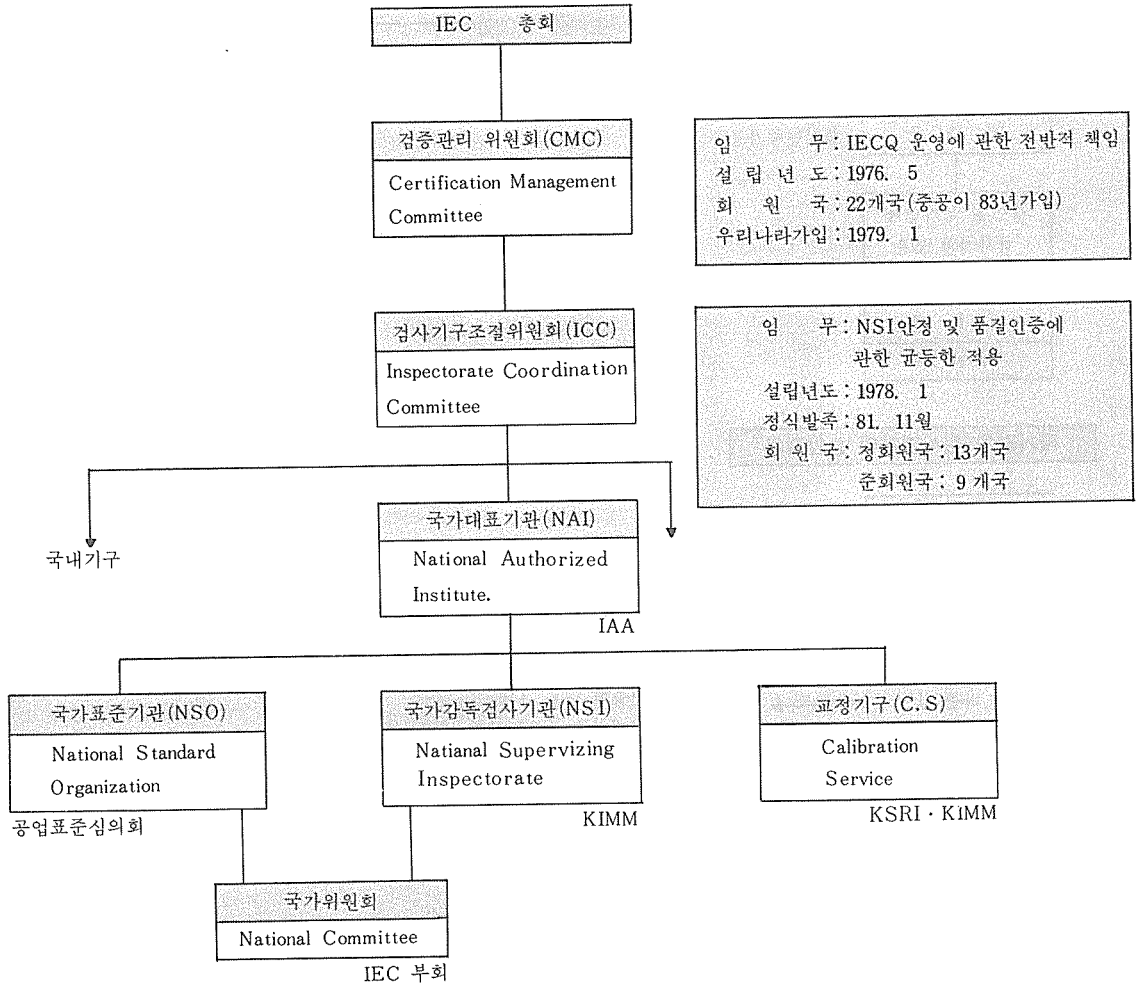 IEC 총회
검증관리 위원회(CMC)
Certification Management
Committee
임 무:IECQ 운영에 관한 전반적 책임
설 립 년 도:1976. 5
회 원 국:22개국(중공이 83년가입)
우리나라가입:1979. 1
검사기구조절위원회(ICC)
Inspectorate Coordination
Committee
임 무:NSI안정 및 품질인증에
관한 균등한 적용
설립년도:1978. 1
정식발족:81. 11월
회 원 국:정회원국:13개국
준회원국: 9 개국
국내기구
국가대표기관(NAI)
National Authorized
Institute.
IAA
국가표준기관(NSO)
National Standard
Organization
공업표준심의회
국가감독검사기관(NSI)
Natianal Supervizing
Inspectorate
KIMM
교정기구(C.S)
Calibration
Service
KSRI·KiMM
국가위원회
National Committee
IEC 부회